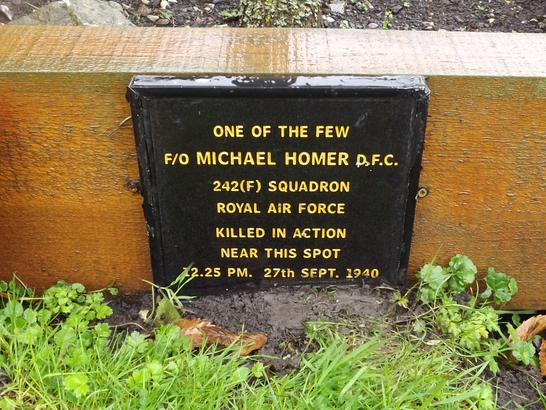 ONE OF THE FEW
F/O MICHAEL HOMER D.F.C.
242(F) SQUADRON
ROYAL AIR FORCE
KILLED IN ACTION
NEAR THIS SPOT
12.25 PM. 27th SEPT. 1940